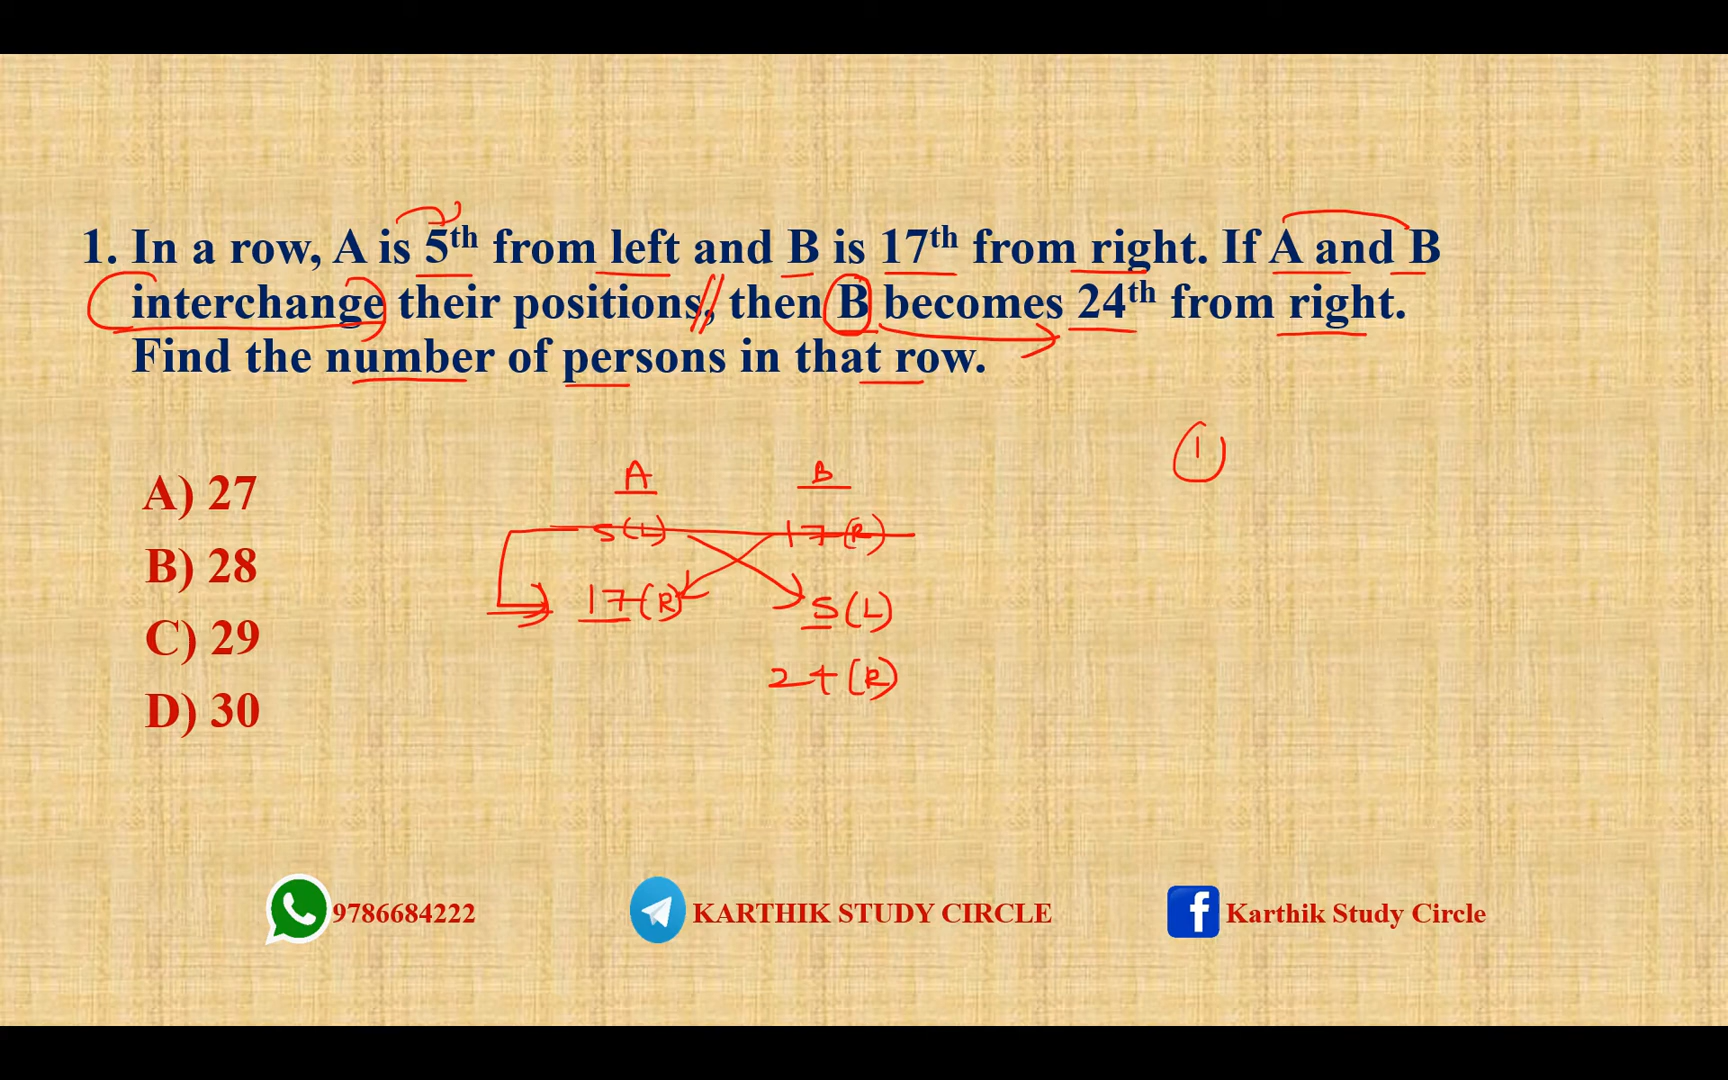 1. In a row, A is 5th from left and B is 17th from right. If A and B
interchange their positions, then B becomes 24th from right.
Find the number of persons in that row.
1
A B
A) 27
5(L) 17(R)
B) 28
17(R) 5(L)
C) 29
24(R)
D) 30
9786684222 KARTHIK STUDY CIRCLE Karthik Study Circle